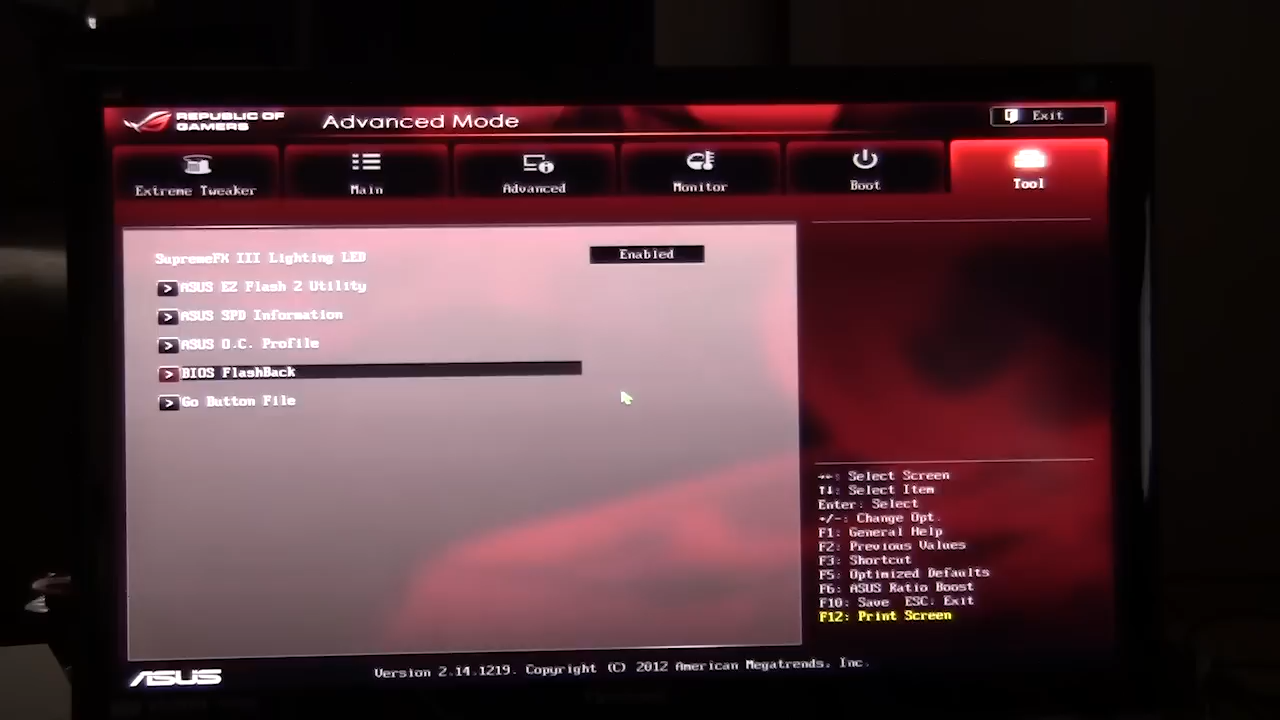 REPUBLIC OF
GAMERS
Advanced Mode
Exit
Extreme Tweaker
Main
Advanced
Monitor
Boot
Tool
SupremeFX III Lighting LED
Enabled
> ASUS EZ Flash 2 Utility
> ASUS SPD Information
> ASUS O.C. Profile
> BIOS FlashBack
> Go Button File
→←: Select Screen
↑↓: Select Item
Enter: Select
+/-: Change Opt.
F1: General Help
F2: Previous Values
F3: Shortcut
F5: Optimized Defaults
F6: ASUS Ratio Boost
F10: Save ESC: Exit
F12: Print Screen
Version 2.14.1219. Copyright (C) 2012 American Megatrends, Inc.
ASUS